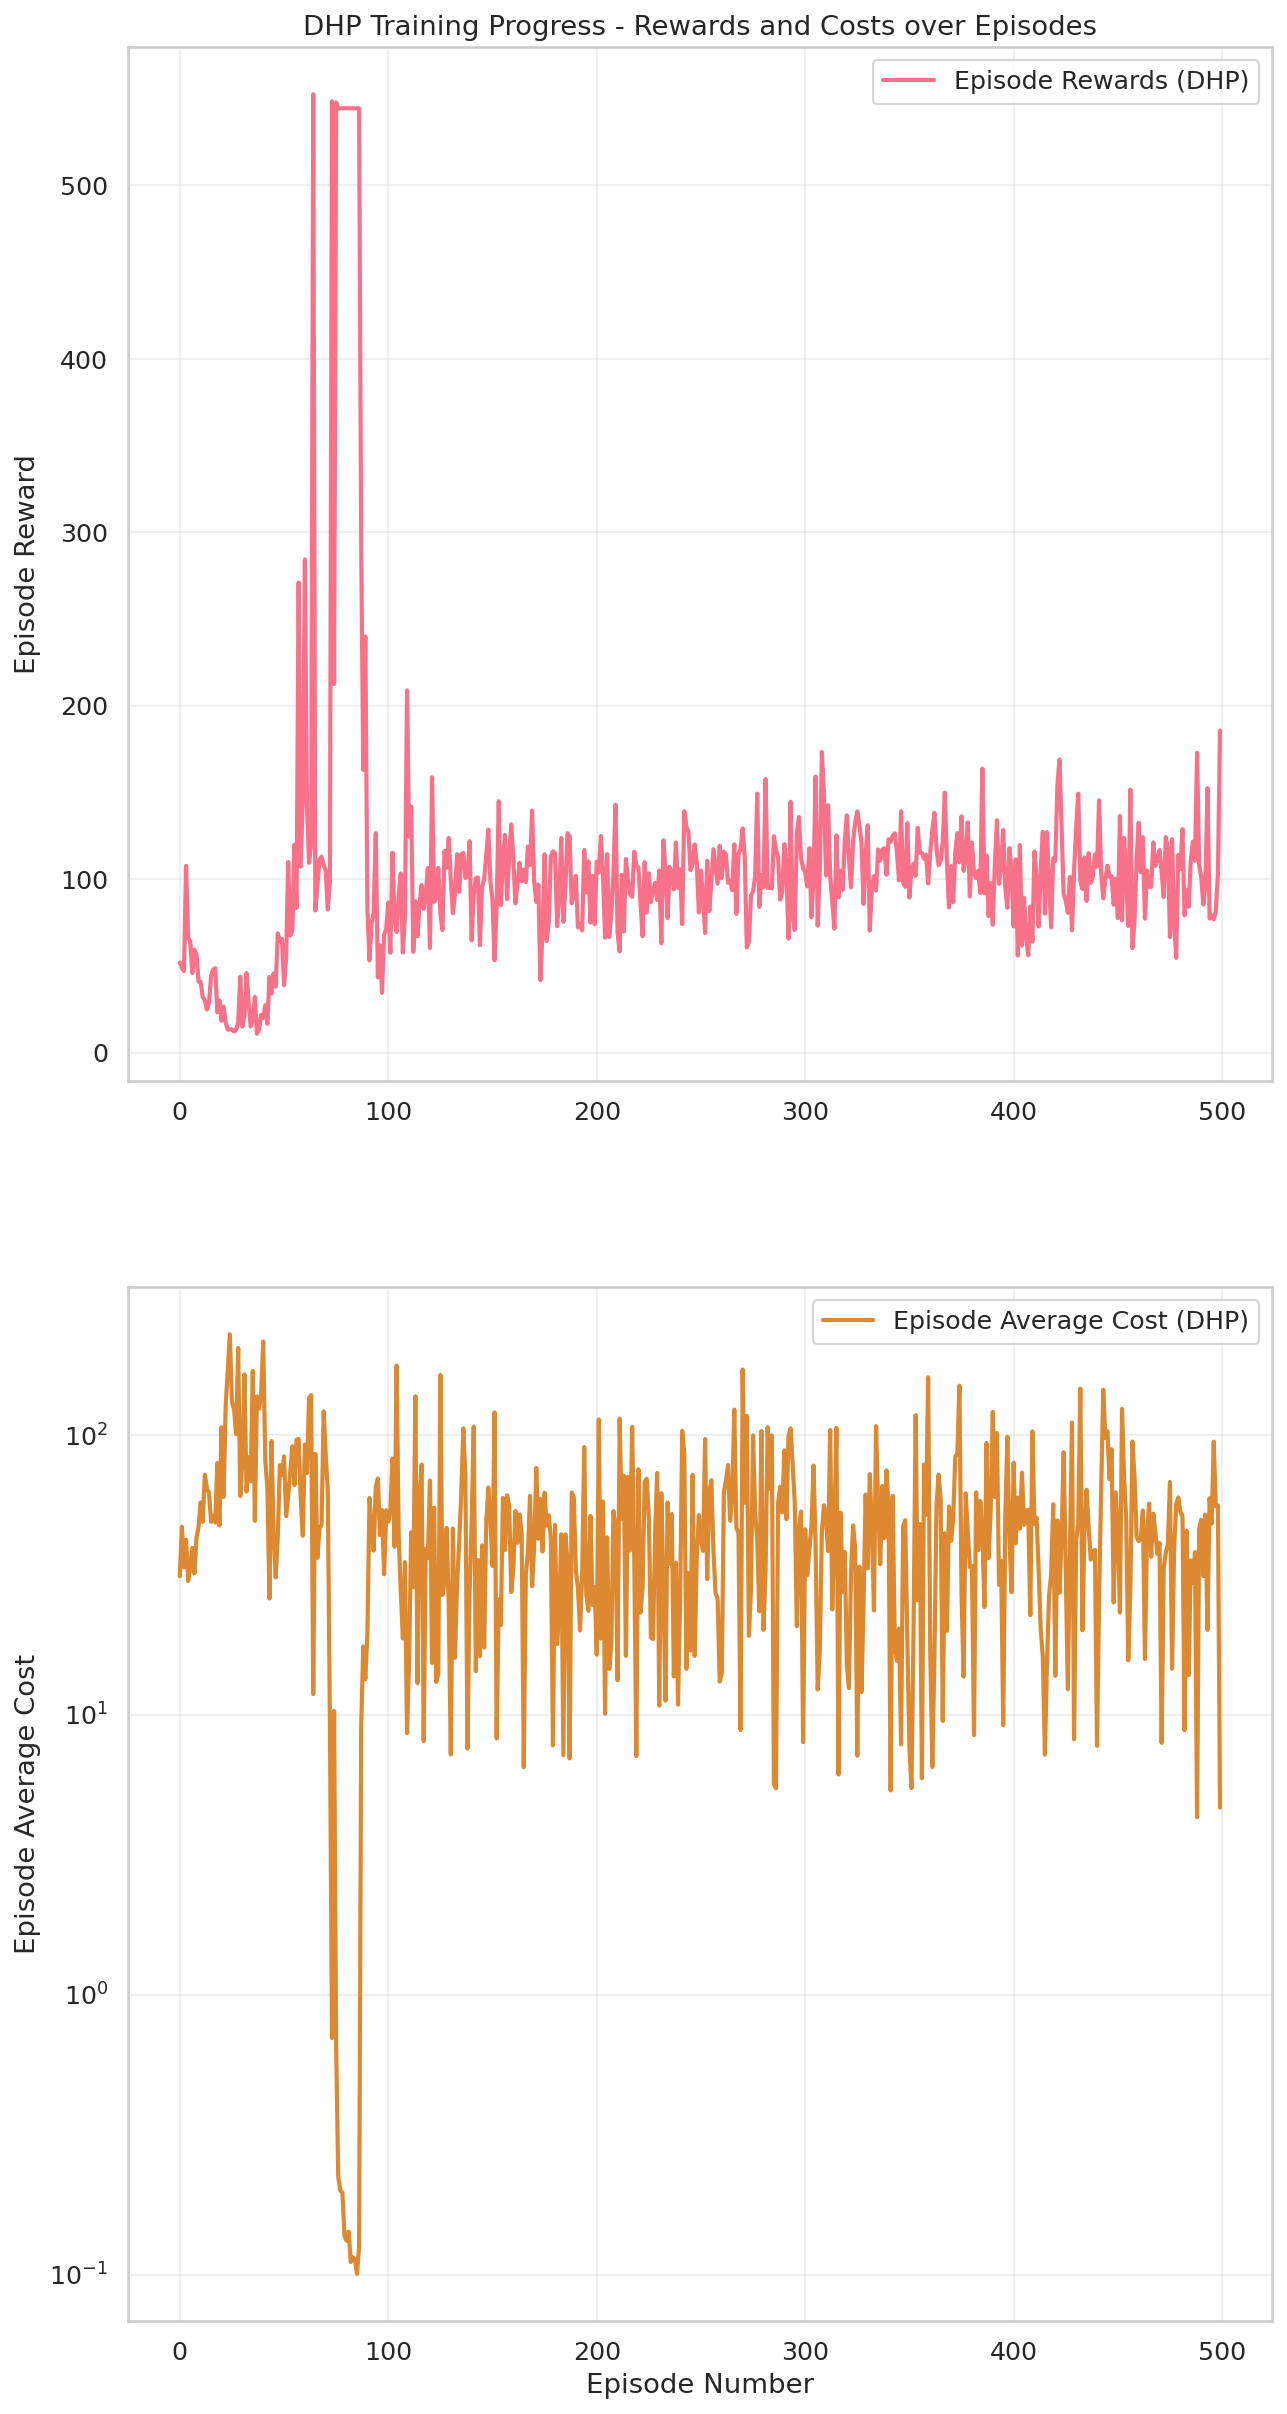 DHP Training Progress - Rewards and Costs over Episodes
Episode Rewards (DHP)
Episode Reward
500
400
300
200
100
0
0 100 200 300 400 500
Episode Average Cost (DHP)
Episode Average Cost
10²
10¹
10⁰
10⁻¹
0 100 200 300 400 500
Episode Number